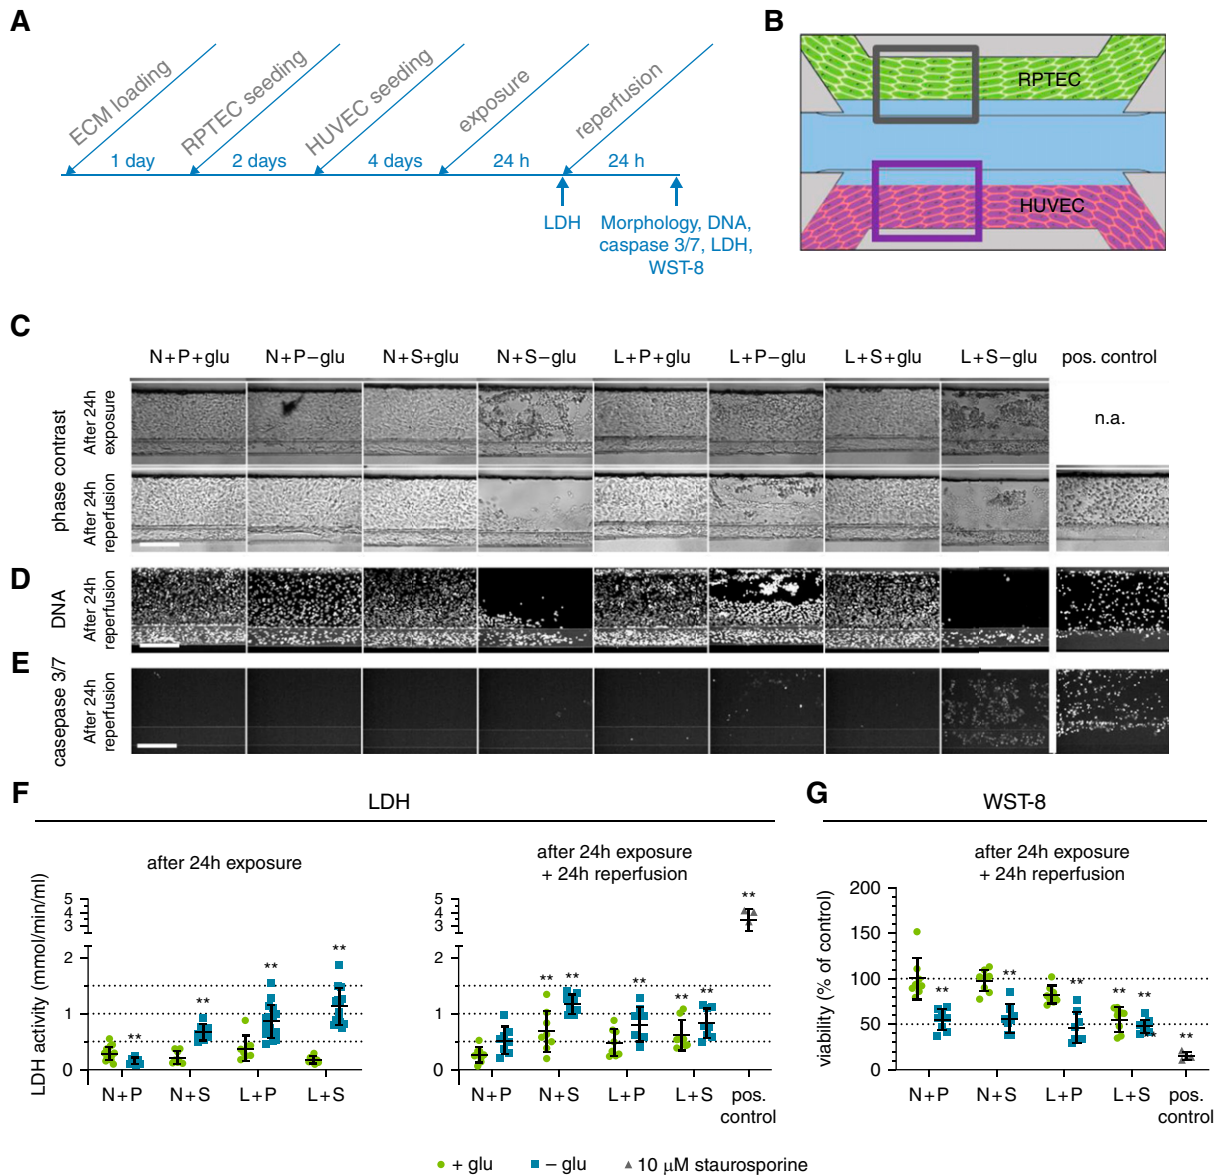 A
ECM loading
RPTEC seeding
HUVEC seeding
exposure
reperfusion
1 day
2 days
4 days
24 h
24 h
LDH
Morphology, DNA,
caspase 3/7, LDH,
WST-8
B
RPTEC
HUVEC
C
N+P+glu
N+P−glu
N+S+glu
N+S−glu
L+P+glu
L+P−glu
L+S+glu
L+S−glu
pos. control
phase contrast
After 24h
exposure
n.a.
After 24h
reperfusion
D
DNA
After 24h
reperfusion
E
casepase 3/7
After 24h
reperfusion
F
LDH
after 24h exposure
after 24h exposure
+ 24h reperfusion
LDH activity (mmol/min/ml)
5
4
3
2
1
0
**
**
**
**
N+P
N+S
L+P
L+S
5
4
3
2
1
0
**
**
**
**
**
**
N+P
N+S
L+P
L+S
pos.
control
G
WST-8
after 24h exposure
+ 24h reperfusion
viability (% of control)
200
150
100
50
0
**
**
**
**
**
**
**
N+P
N+S
L+P
L+S
pos.
control
+ glu
− glu
10 μM staurosporine